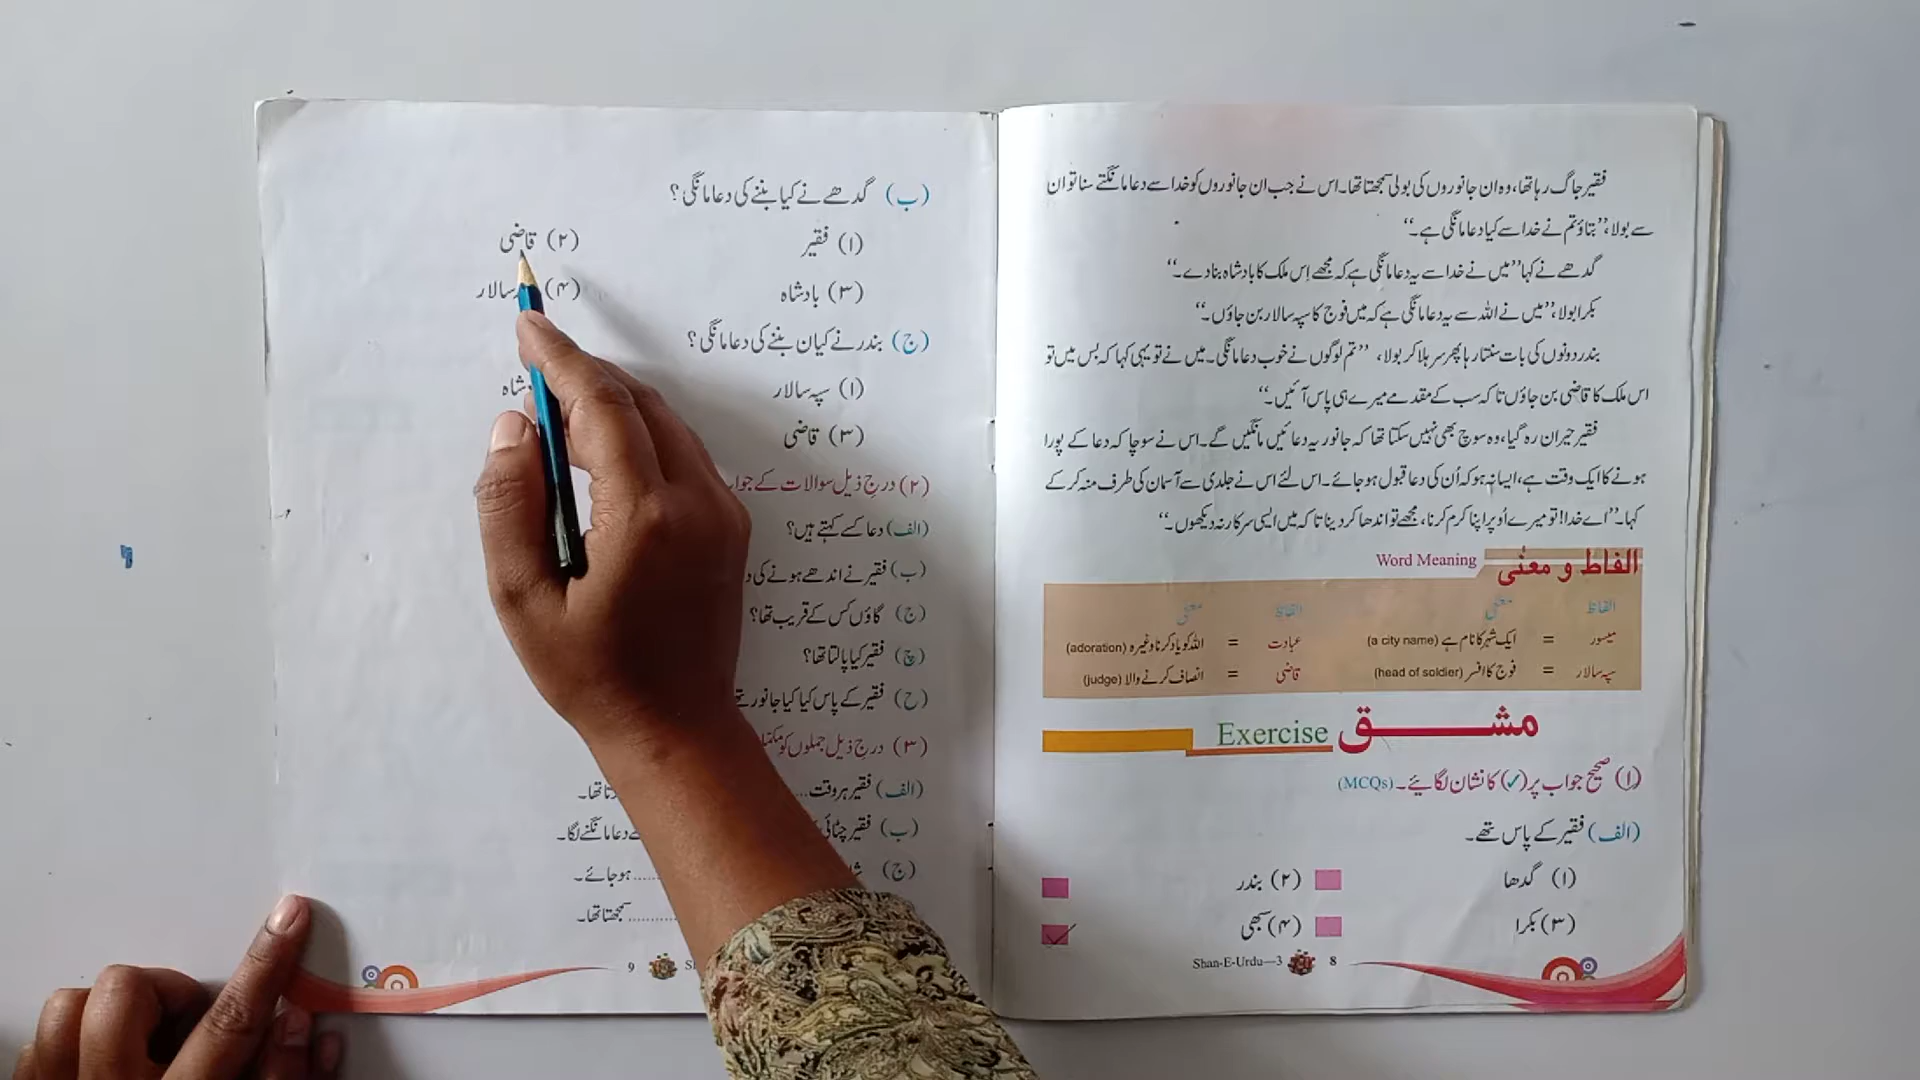 فقیر جاگ رہا تھا، وہ ان جانوروں کی بولی سمجھتا تھا۔ اس نے جب ان جانوروں کو خدا سے دعا مانگتے سنا تو ان
سے بولا، ”بتاؤ تم نے خدا سے کیا دعا مانگی ہے۔“
گدھے نے کہا ”میں نے خدا سے یہ دعا مانگی ہے کہ مجھے اِس ملک کا بادشاہ بنا دے۔“
بکرا بولا، ”میں نے اللہ سے یہ دعا مانگی ہے کہ میں فوج کا سپہ سالار بن جاؤں۔“
بندر دونوں کی بات سنتا رہا پھر سر ہلا کر بولا، ”تم لوگوں نے خوب دعا مانگی۔ میں نے تو یہی کہا کہ بس میں تو
اس ملک کا قاضی بن جاؤں تا کہ سب کے مقدمے میرے ہی پاس آئیں۔“
فقیر حیران رہ گیا، وہ سوچ بھی نہیں سکتا تھا کہ جانور یہ دعائیں مانگیں گے۔ اس نے سوچا کہ دعا کے پورا
ہونے کا ایک وقت ہے، ایسا نہ ہو کہ اُن کی دعا قبول ہو جائے۔ اس لئے اس نے جلدی سے آسمان کی طرف منہ کر کے
کہا۔ ”اے خدا! تو میرے اُوپر اپنا کرم کرنا، مجھے تو اندھا کر دینا تا کہ میں ایسی سرکار نہ دیکھوں۔“
الفاظ و معنٰی Word Meaning
الفاظ معنٰی الفاظ معنٰی
میسور = ایک شہر کا نام ہے (a city name) عبادت = اللہ کو یاد کرنا وغیرہ (adoration)
سپہ سالار = فوج کا افسر (head of soldier) قاضی = انصاف کرنے والا (judge)
مشق Exercise
(۱) صحیح جواب پر (✓) کا نشان لگائیے۔ (MCQs)
(الف) فقیر کے پاس تھے۔
(۱) گدھا (۲) بندر
(۳) بکرا (۴) سبھی
Shan-E-Urdu—3 8
(ب) گدھے نے کیا بننے کی دعا مانگی؟
(۱) فقیر (۲) قاضی
(۳) بادشاہ (۴) سالار
(ج) بندر نے کیان بننے کی دعا مانگی؟
(۱) سپہ سالار
(۳) قاضی
(۲) درج ذیل سوالات کے
(الف) دعا کسے کہتے ہیں؟
(ب) فقیر نے اندھے ہونے کی
(ج) گاؤں کس کے قریب تھا؟
(چ) فقیر کیا پالتا تھا؟
(ح) فقیر کے پاس کیا کیا جانور
(۳) درج ذیل جملوں کو
(الف) فقیر ہر وقت... تھا۔
(ب) فقیر چٹائی دعا مانگنے لگا۔
(ج) ..... ہو جائے۔
........... سمجھتا تھا۔
9